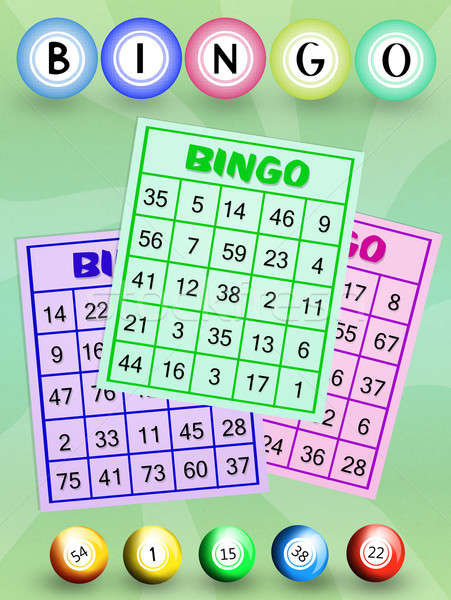 B I N G O
BINGO
35 5 14 46 9
56 7 59 23 4
41 12 38 2 11
21 3 35 13 6
44 16 3 17 1
14 22
9
47 76
2 33 11 45 28
75 41 73 60 37
GO
17 8
55 67
6 37
2 6
24 36 28
54 1 15 38 22